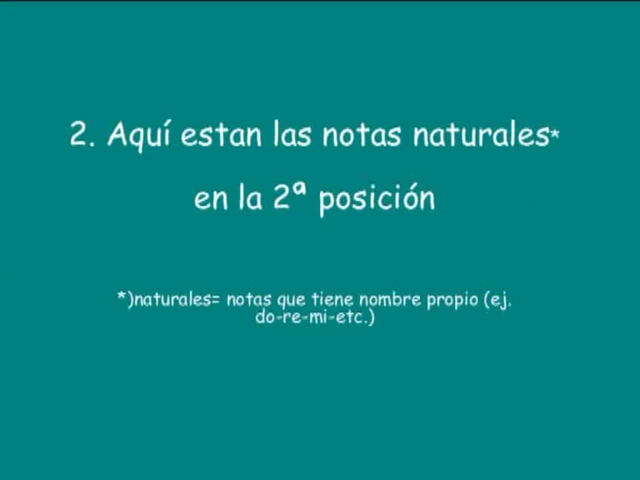 2. Aquí estan las notas naturales*
en la 2ª posición
*)naturales= notas que tiene nombre propio (ej.
do-re-mi-etc.)